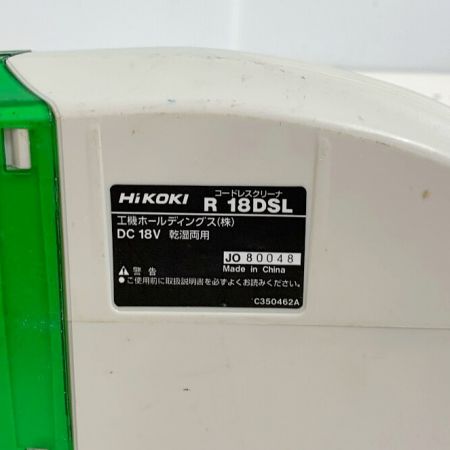 コードレスクリーナ
HiKOKI R 18DSL
工機ホールディングス(株)
DC 18V 乾湿両用
JO 80048
Made in China
⚠警告
●ご使用前に取扱説明書を必ずよくお読みください。
C350462A